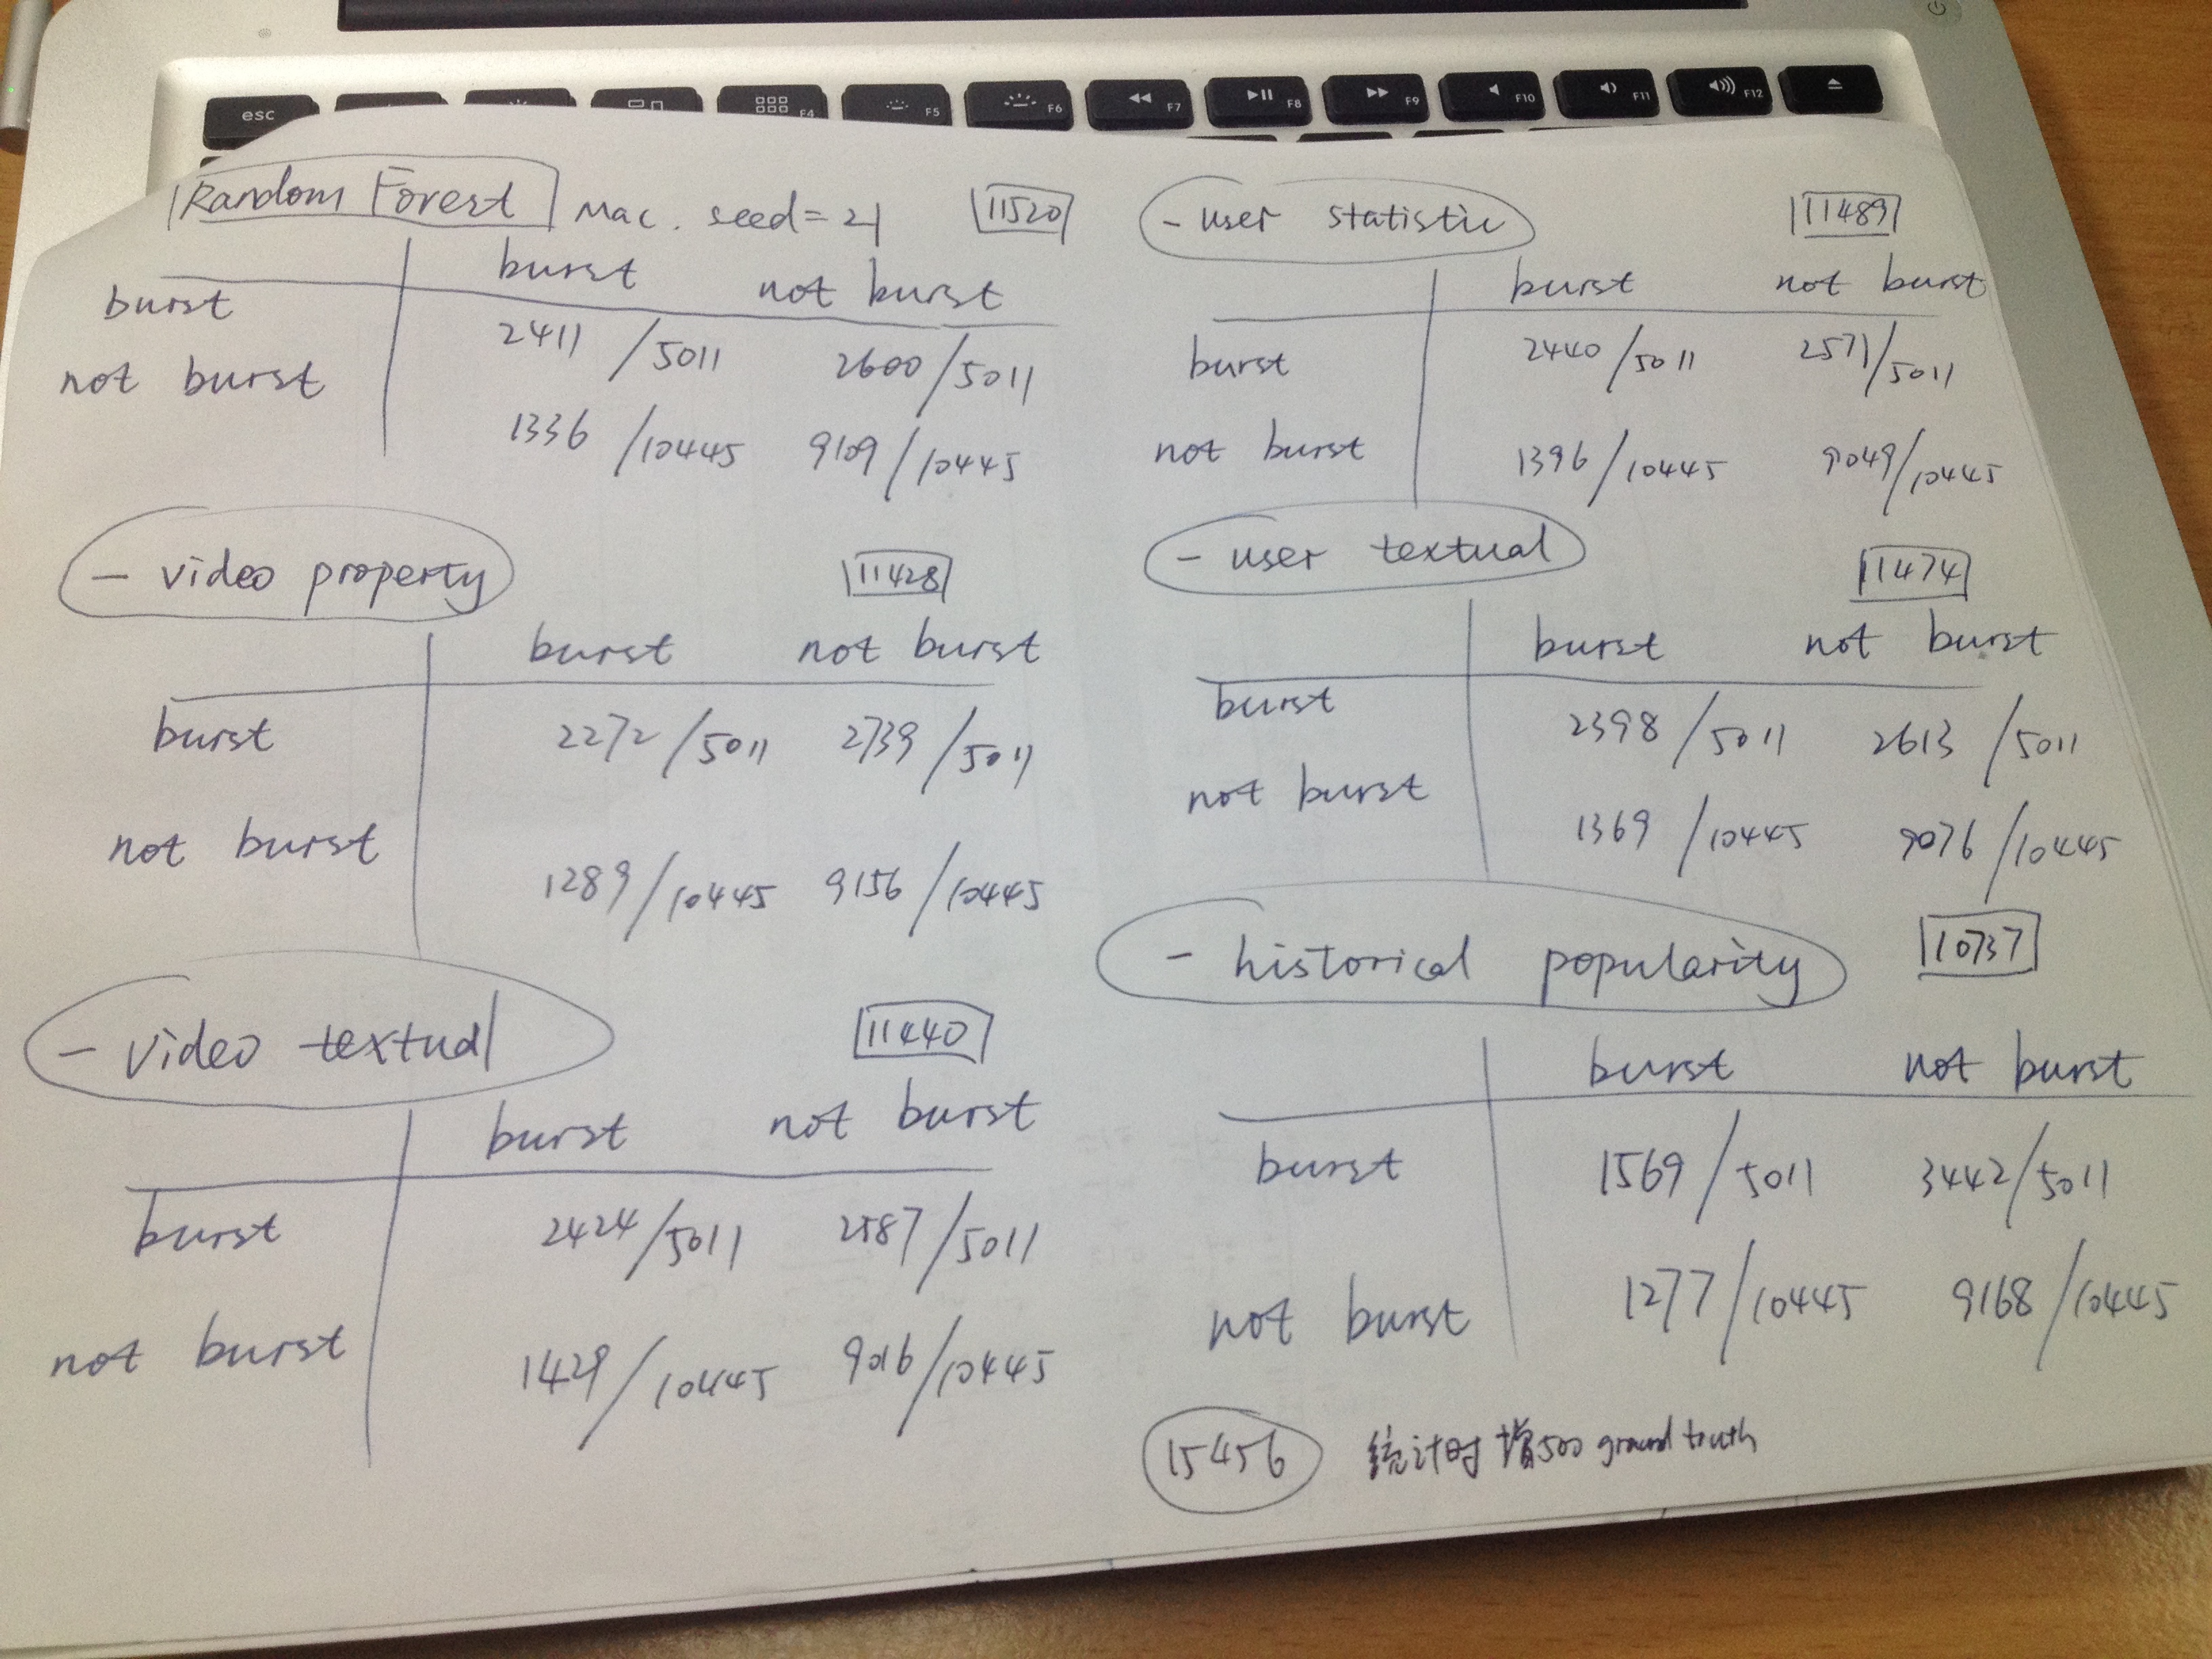 esc
F4
F5
F6
F7
F8
F9
F10
F11
F12
Random Forest Mac. seed=21 11520
burst not burst
burst 2411/5011 2600/5011
not burst 1336/10445 9109/10445
- video property 11428
burst not burst
burst 2272/5011 2739/5011
not burst 1289/10445 9156/10445
- video textual 11440
burst not burst
burst 2424/5011 2587/5011
not burst 1429/10445 9016/10445
- user statistic 11489
burst not burst
burst 2440/5011 2571/5011
not burst 1396/10445 9049/10445
- user textual 11474
burst not burst
burst 2398/5011 2613/5011
not burst 1369/10445 9076/10445
- historical popularity 10737
burst not burst
burst 1569/5011 3442/5011
not burst 1277/10445 9168/10445
15456 统计时 增500 ground truth